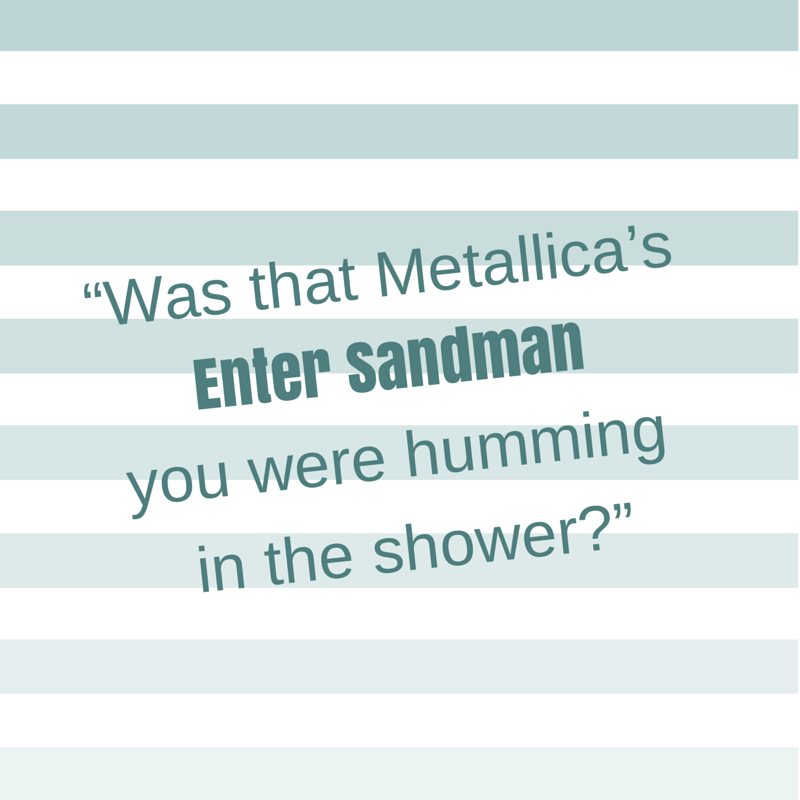 “Was that Metallica’s
Enter Sandman
you were humming
in the shower?”